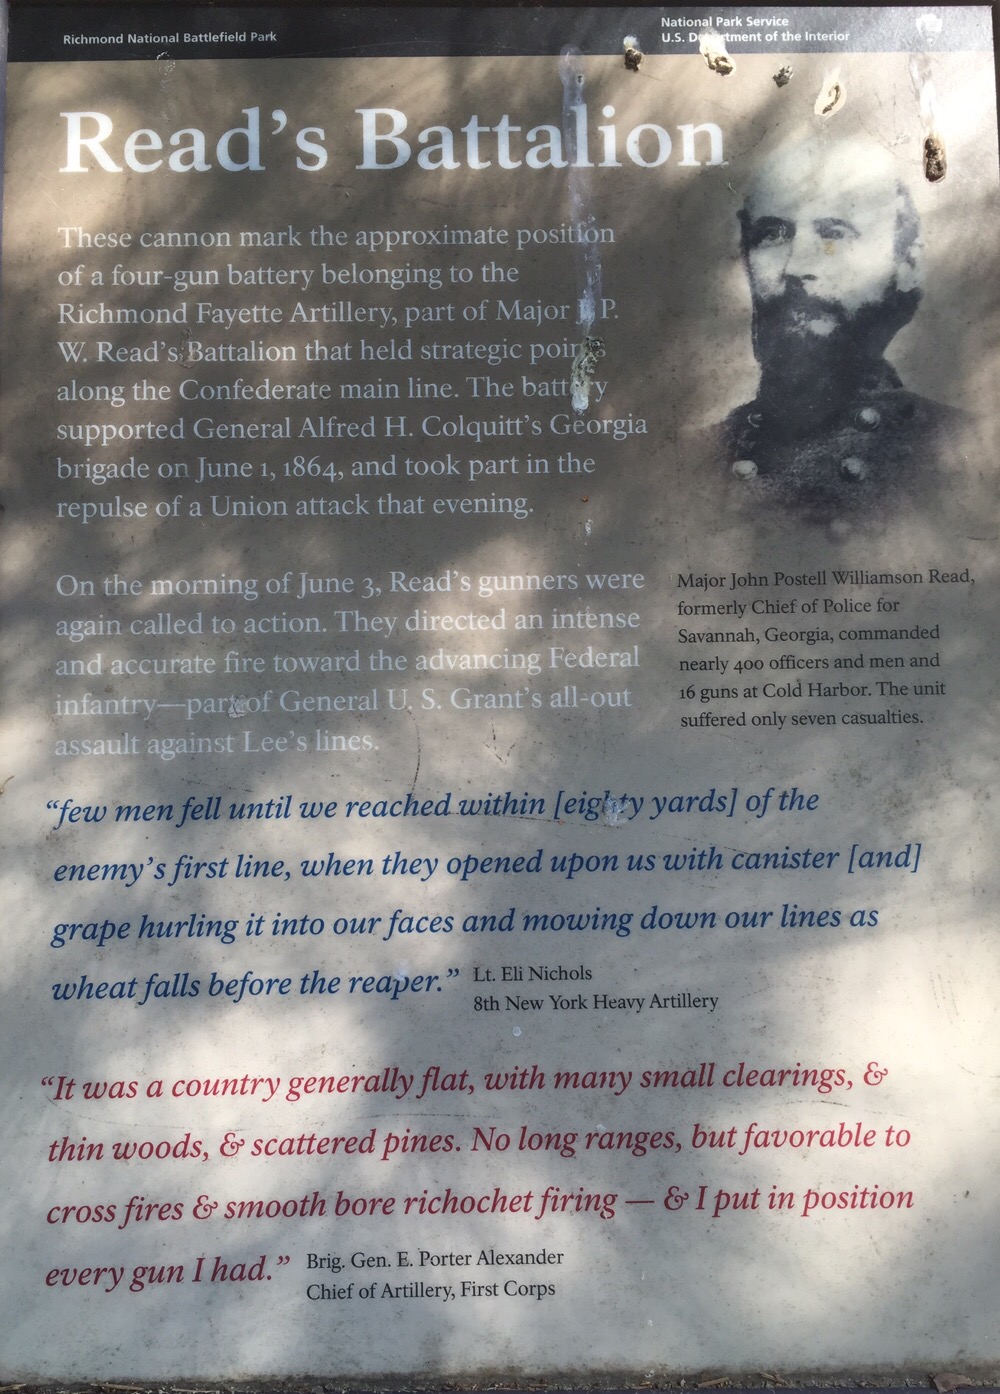 Richmond National Battlefield Park
National Park Service
U.S. Department of the Interior
Read's Battalion
These cannon mark the approximate position
of a four-gun battery belonging to the
Richmond Fayette Artillery, part of Major J. P.
W. Read's Battalion that held strategic points
along the Confederate main line. The battery
supported General Alfred H. Colquitt's Georgia
brigade on June 1, 1864, and took part in the
repulse of a Union attack that evening.
On the morning of June 3, Read's gunners were
again called to action. They directed an intense
and accurate fire toward the advancing Federal
infantry—part of General U. S. Grant's all-out
assault against Lee's lines.
Major John Postell Williamson Read,
formerly Chief of Police for
Savannah, Georgia, commanded
nearly 400 officers and men and
16 guns at Cold Harbor. The unit
suffered only seven casualties.
“few men fell until we reached within [eighty yards] of the
enemy's first line, when they opened upon us with canister [and]
grape hurling it into our faces and mowing down our lines as
wheat falls before the reaper.”
Lt. Eli Nichols
8th New York Heavy Artillery
“It was a country generally flat, with many small clearings, &
thin woods, & scattered pines. No long ranges, but favorable to
cross fires & smooth bore richochet firing — & I put in position
every gun I had.”
Brig. Gen. E. Porter Alexander
Chief of Artillery, First Corps